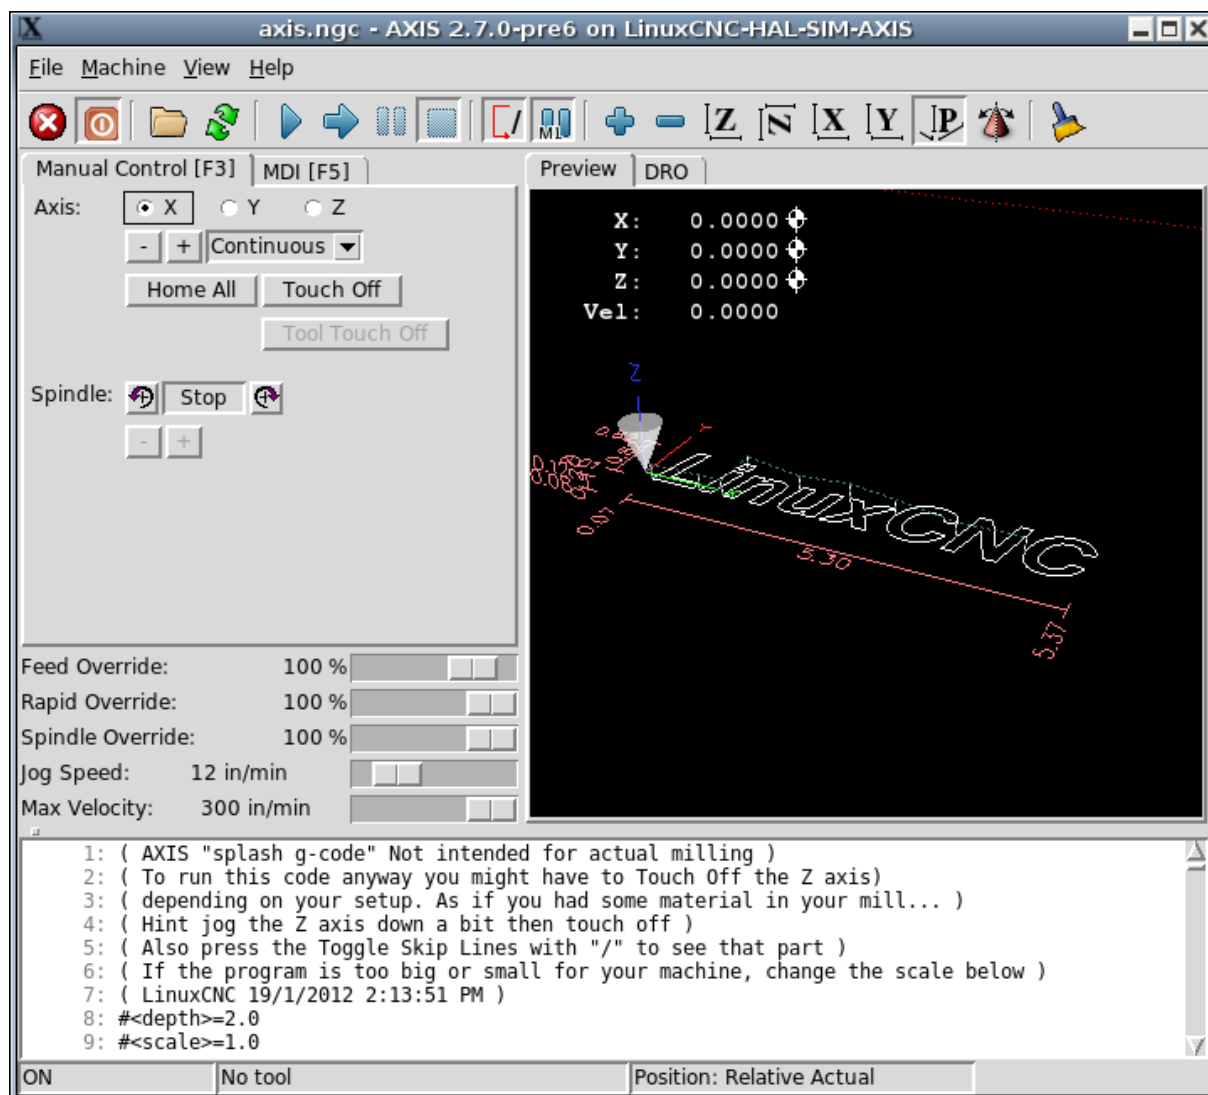 axis.ngc - AXIS 2.7.0-pre6 on LinuxCNC-HAL-SIM-AXIS
File Machine View Help
M1 Z N X Y P
Manual Control [F3] MDI [F5]
Axis: X Y Z
- + Continuous
Home All Touch Off
Tool Touch Off
Spindle: Stop
- +
Feed Override: 100 %
Rapid Override: 100 %
Spindle Override: 100 %
Jog Speed: 12 in/min
Max Velocity: 300 in/min
Preview DRO
X: 0.0000
Y: 0.0000
Z: 0.0000
Vel: 0.0000
Z
Y
LinuxCNC
0.07
5.30
5.37
1: ( AXIS "splash g-code" Not intended for actual milling )
2: ( To run this code anyway you might have to Touch Off the Z axis)
3: ( depending on your setup. As if you had some material in your mill... )
4: ( Hint jog the Z axis down a bit then touch off )
5: ( Also press the Toggle Skip Lines with "/" to see that part )
6: ( If the program is too big or small for your machine, change the scale below )
7: ( LinuxCNC 19/1/2012 2:13:51 PM )
8: #<depth>=2.0
9: #<scale>=1.0
ON No tool Position: Relative Actual